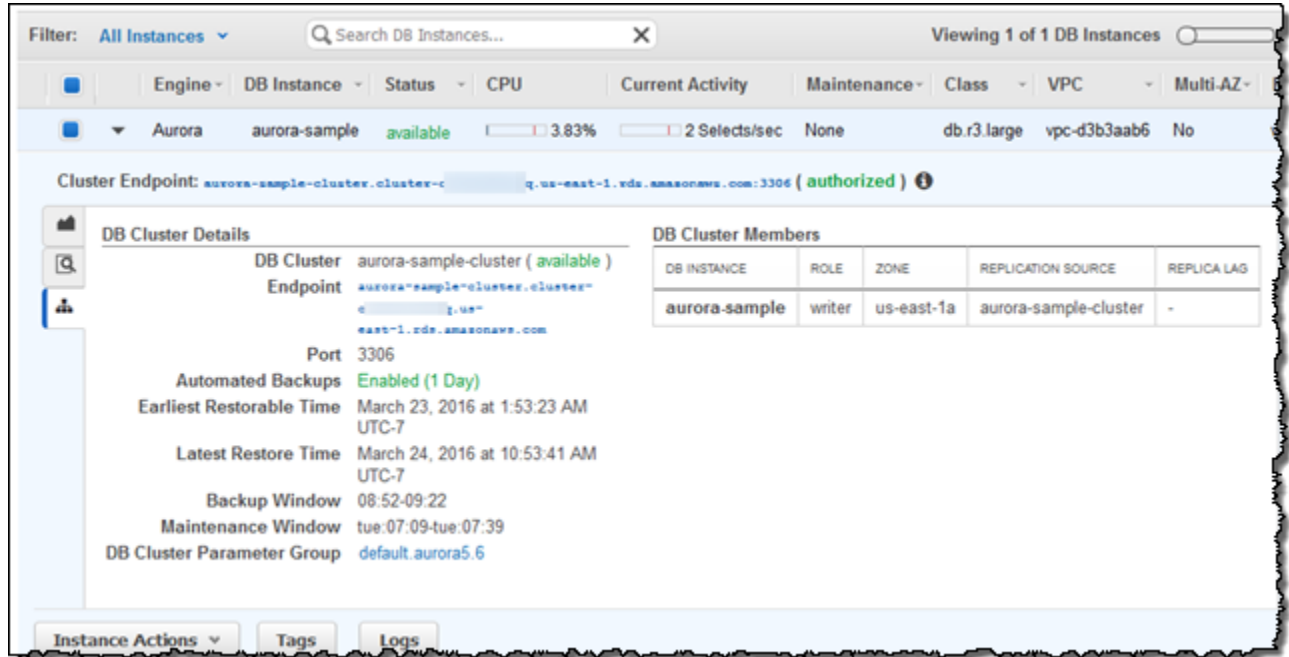 Filter: All Instances Search DB Instances... Viewing 1 of 1 DB Instances
Engine DB Instance Status CPU Current Activity Maintenance Class VPC Multi-AZ
Aurora aurora-sample available 3.83% 2 Selects/sec None db.r3.large vpc-d3b3aab6 No
Cluster Endpoint: aurora-sample-cluster.cluster-c q.us-east-1.rds.amazonaws.com:3306 ( authorized )
DB Cluster Details
DB Cluster aurora-sample-cluster ( available )
Endpoint aurora-sample-cluster.cluster-
c q.us-
east-1.rds.amazonaws.com
Port 3306
Automated Backups Enabled (1 Day)
Earliest Restorable Time March 23, 2016 at 1:53:23 AM
UTC-7
Latest Restore Time March 24, 2016 at 10:53:41 AM
UTC-7
Backup Window 08:52-09:22
Maintenance Window tue:07:09-tue:07:39
DB Cluster Parameter Group default.aurora5.6
DB Cluster Members
DB INSTANCE ROLE ZONE REPLICATION SOURCE REPLICA LAG
aurora-sample writer us-east-1a aurora-sample-cluster -
Instance Actions Tags Logs